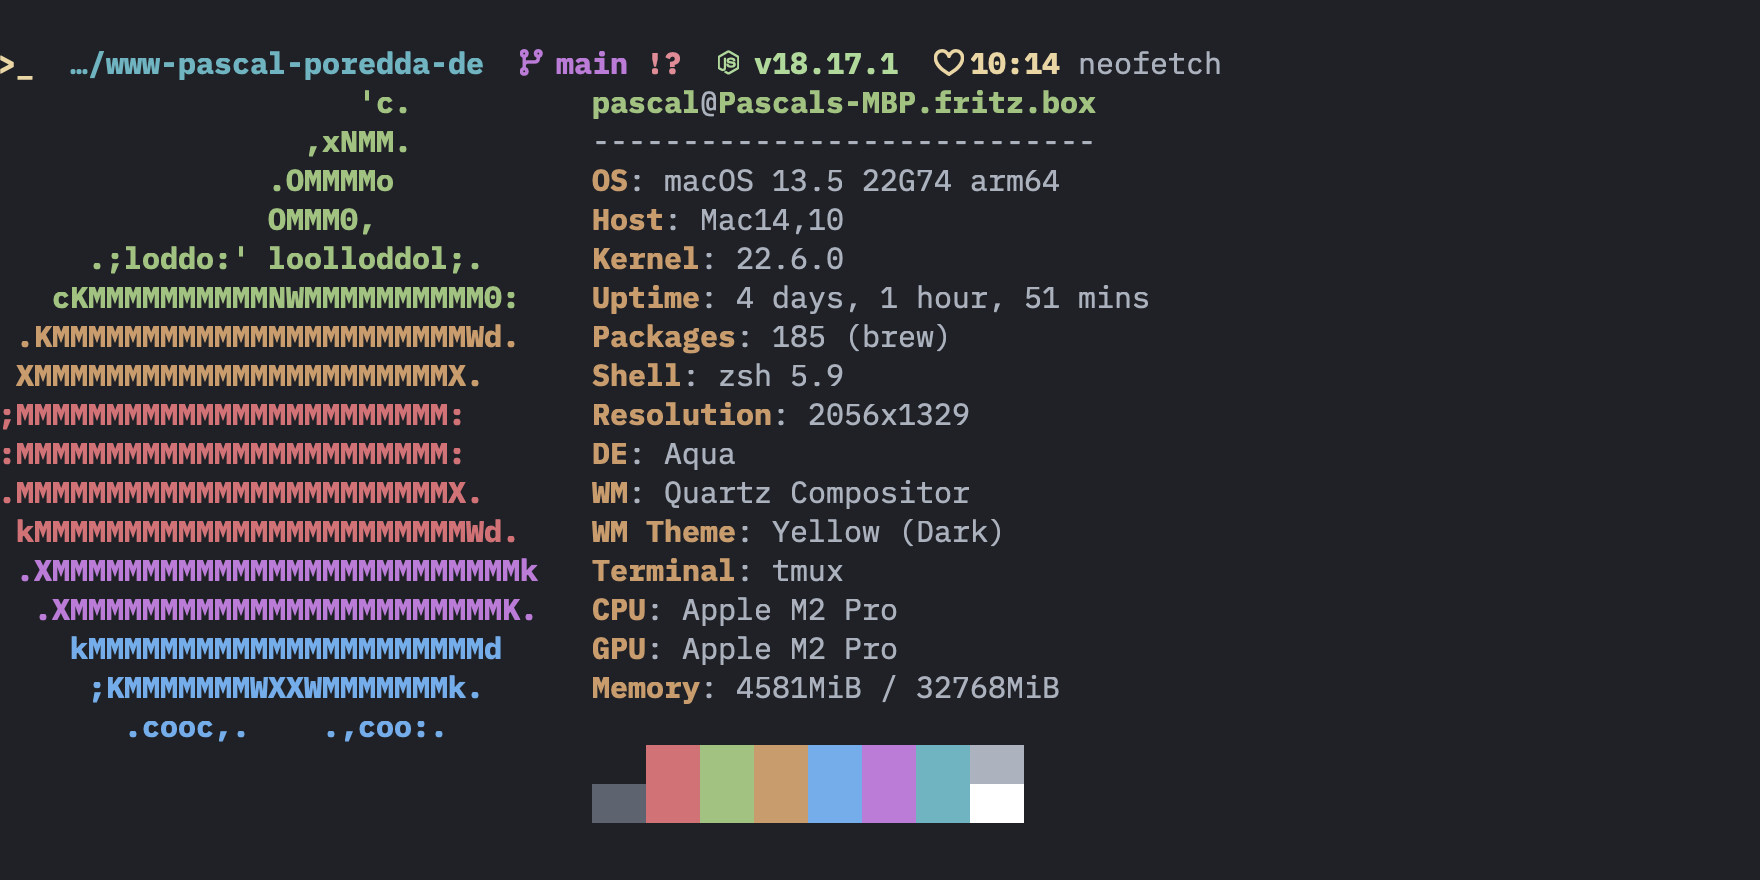 >_ …/www-pascal-poredda-de main !? v18.17.1 ♡10:14 neofetch
                    'c.          pascal@Pascals-MBP.fritz.box
                 ,xNMM.          ----------------------------
               .OMMMMo           OS: macOS 13.5 22G74 arm64
               OMMM0,            Host: Mac14,10
     .;loddo:' loolloddol;.      Kernel: 22.6.0
   cKMMMMMMMMMMNWMMMMMMMMMM0:    Uptime: 4 days, 1 hour, 51 mins
 .KMMMMMMMMMMMMMMMMMMMMMMMWd.    Packages: 185 (brew)
 XMMMMMMMMMMMMMMMMMMMMMMMX.      Shell: zsh 5.9
;MMMMMMMMMMMMMMMMMMMMMMMM:       Resolution: 2056x1329
:MMMMMMMMMMMMMMMMMMMMMMMM:       DE: Aqua
.MMMMMMMMMMMMMMMMMMMMMMMMX.      WM: Quartz Compositor
 kMMMMMMMMMMMMMMMMMMMMMMMMWd.    WM Theme: Yellow (Dark)
 .XMMMMMMMMMMMMMMMMMMMMMMMMMMk   Terminal: tmux
  .XMMMMMMMMMMMMMMMMMMMMMMMMK.   CPU: Apple M2 Pro
    kMMMMMMMMMMMMMMMMMMMMMMd     GPU: Apple M2 Pro
     ;KMMMMMMMWXXWMMMMMMMk.      Memory: 4581MiB / 32768MiB
       .cooc,.    .,coo:.